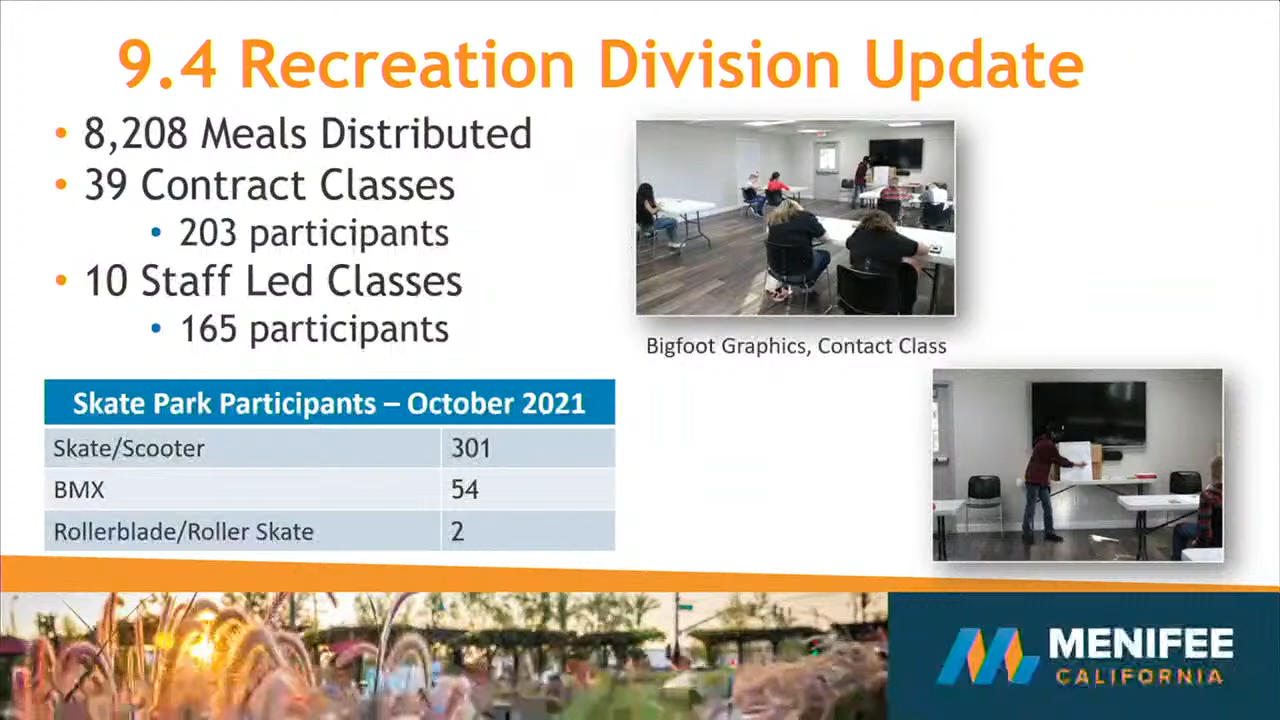 9.4 Recreation Division Update
• 8,208 Meals Distributed
• 39 Contract Classes
• 203 participants
• 10 Staff Led Classes
• 165 participants
Bigfoot Graphics, Contact Class
Skate Park Participants – October 2021
Skate/Scooter 301
BMX 54
Rollerblade/Roller Skate 2
MENIFEE
CALIFORNIA